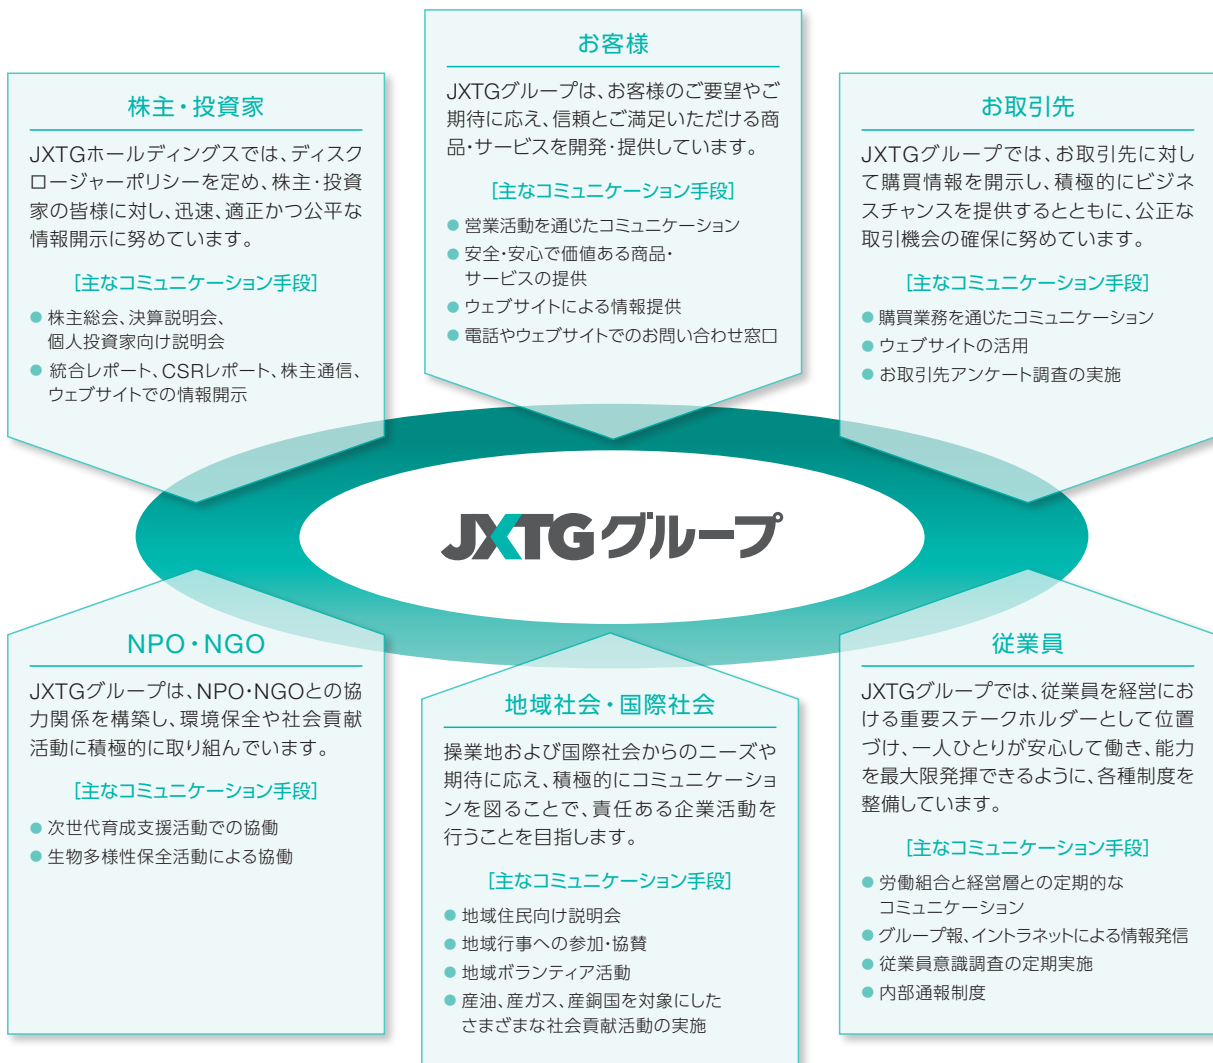 株主・投資家
JXTGホールディングスでは、ディスク
ロージャーポリシーを定め、株主・投資
家の皆様に対し、迅速、適正かつ公平な
情報開示に努めています。
［主なコミュニケーション手段］
● 株主総会、決算説明会、
個人投資家向け説明会
● 統合レポート、CSRレポート、株主通信、
ウェブサイトでの情報開示
お客様
JXTGグループは、お客様のご要望やご
期待に応え、信頼とご満足いただける商
品・サービスを開発・提供しています。
［主なコミュニケーション手段］
● 営業活動を通じたコミュニケーション
● 安全・安心で価値ある商品・
サービスの提供
● ウェブサイトによる情報提供
● 電話やウェブサイトでのお問い合わせ窓口
お取引先
JXTGグループでは、お取引先に対し
て購買情報を開示し、積極的にビジネ
スチャンスを提供するとともに、公正な
取引機会の確保に努めています。
［主なコミュニケーション手段］
● 購買業務を通じたコミュニケーション
● ウェブサイトの活用
● お取引先アンケート調査の実施
JXTGグループ
NPO・NGO
JXTGグループは、NPO・NGOとの協
力関係を構築し、環境保全や社会貢献
活動に積極的に取り組んでいます。
［主なコミュニケーション手段］
● 次世代育成支援活動での協働
● 生物多様性保全活動による協働
地域社会・国際社会
操業地および国際社会からのニーズや
期待に応え、積極的にコミュニケーショ
ンを図ることで、責任ある企業活動を
行うことを目指します。
［主なコミュニケーション手段］
● 地域住民向け説明会
● 地域行事への参加・協賛
● 地域ボランティア活動
● 産油、産ガス、産銅国を対象にした
さまざまな社会貢献活動の実施
従業員
JXTGグループでは、従業員を経営にお
ける重要ステークホルダーとして位置
づけ、一人ひとりが安心して働き、能力
を最大限発揮できるように、各種制度を
整備しています。
［主なコミュニケーション手段］
● 労働組合と経営層との定期的な
コミュニケーション
● グループ報、イントラネットによる情報発信
● 従業員意識調査の定期実施
● 内部通報制度